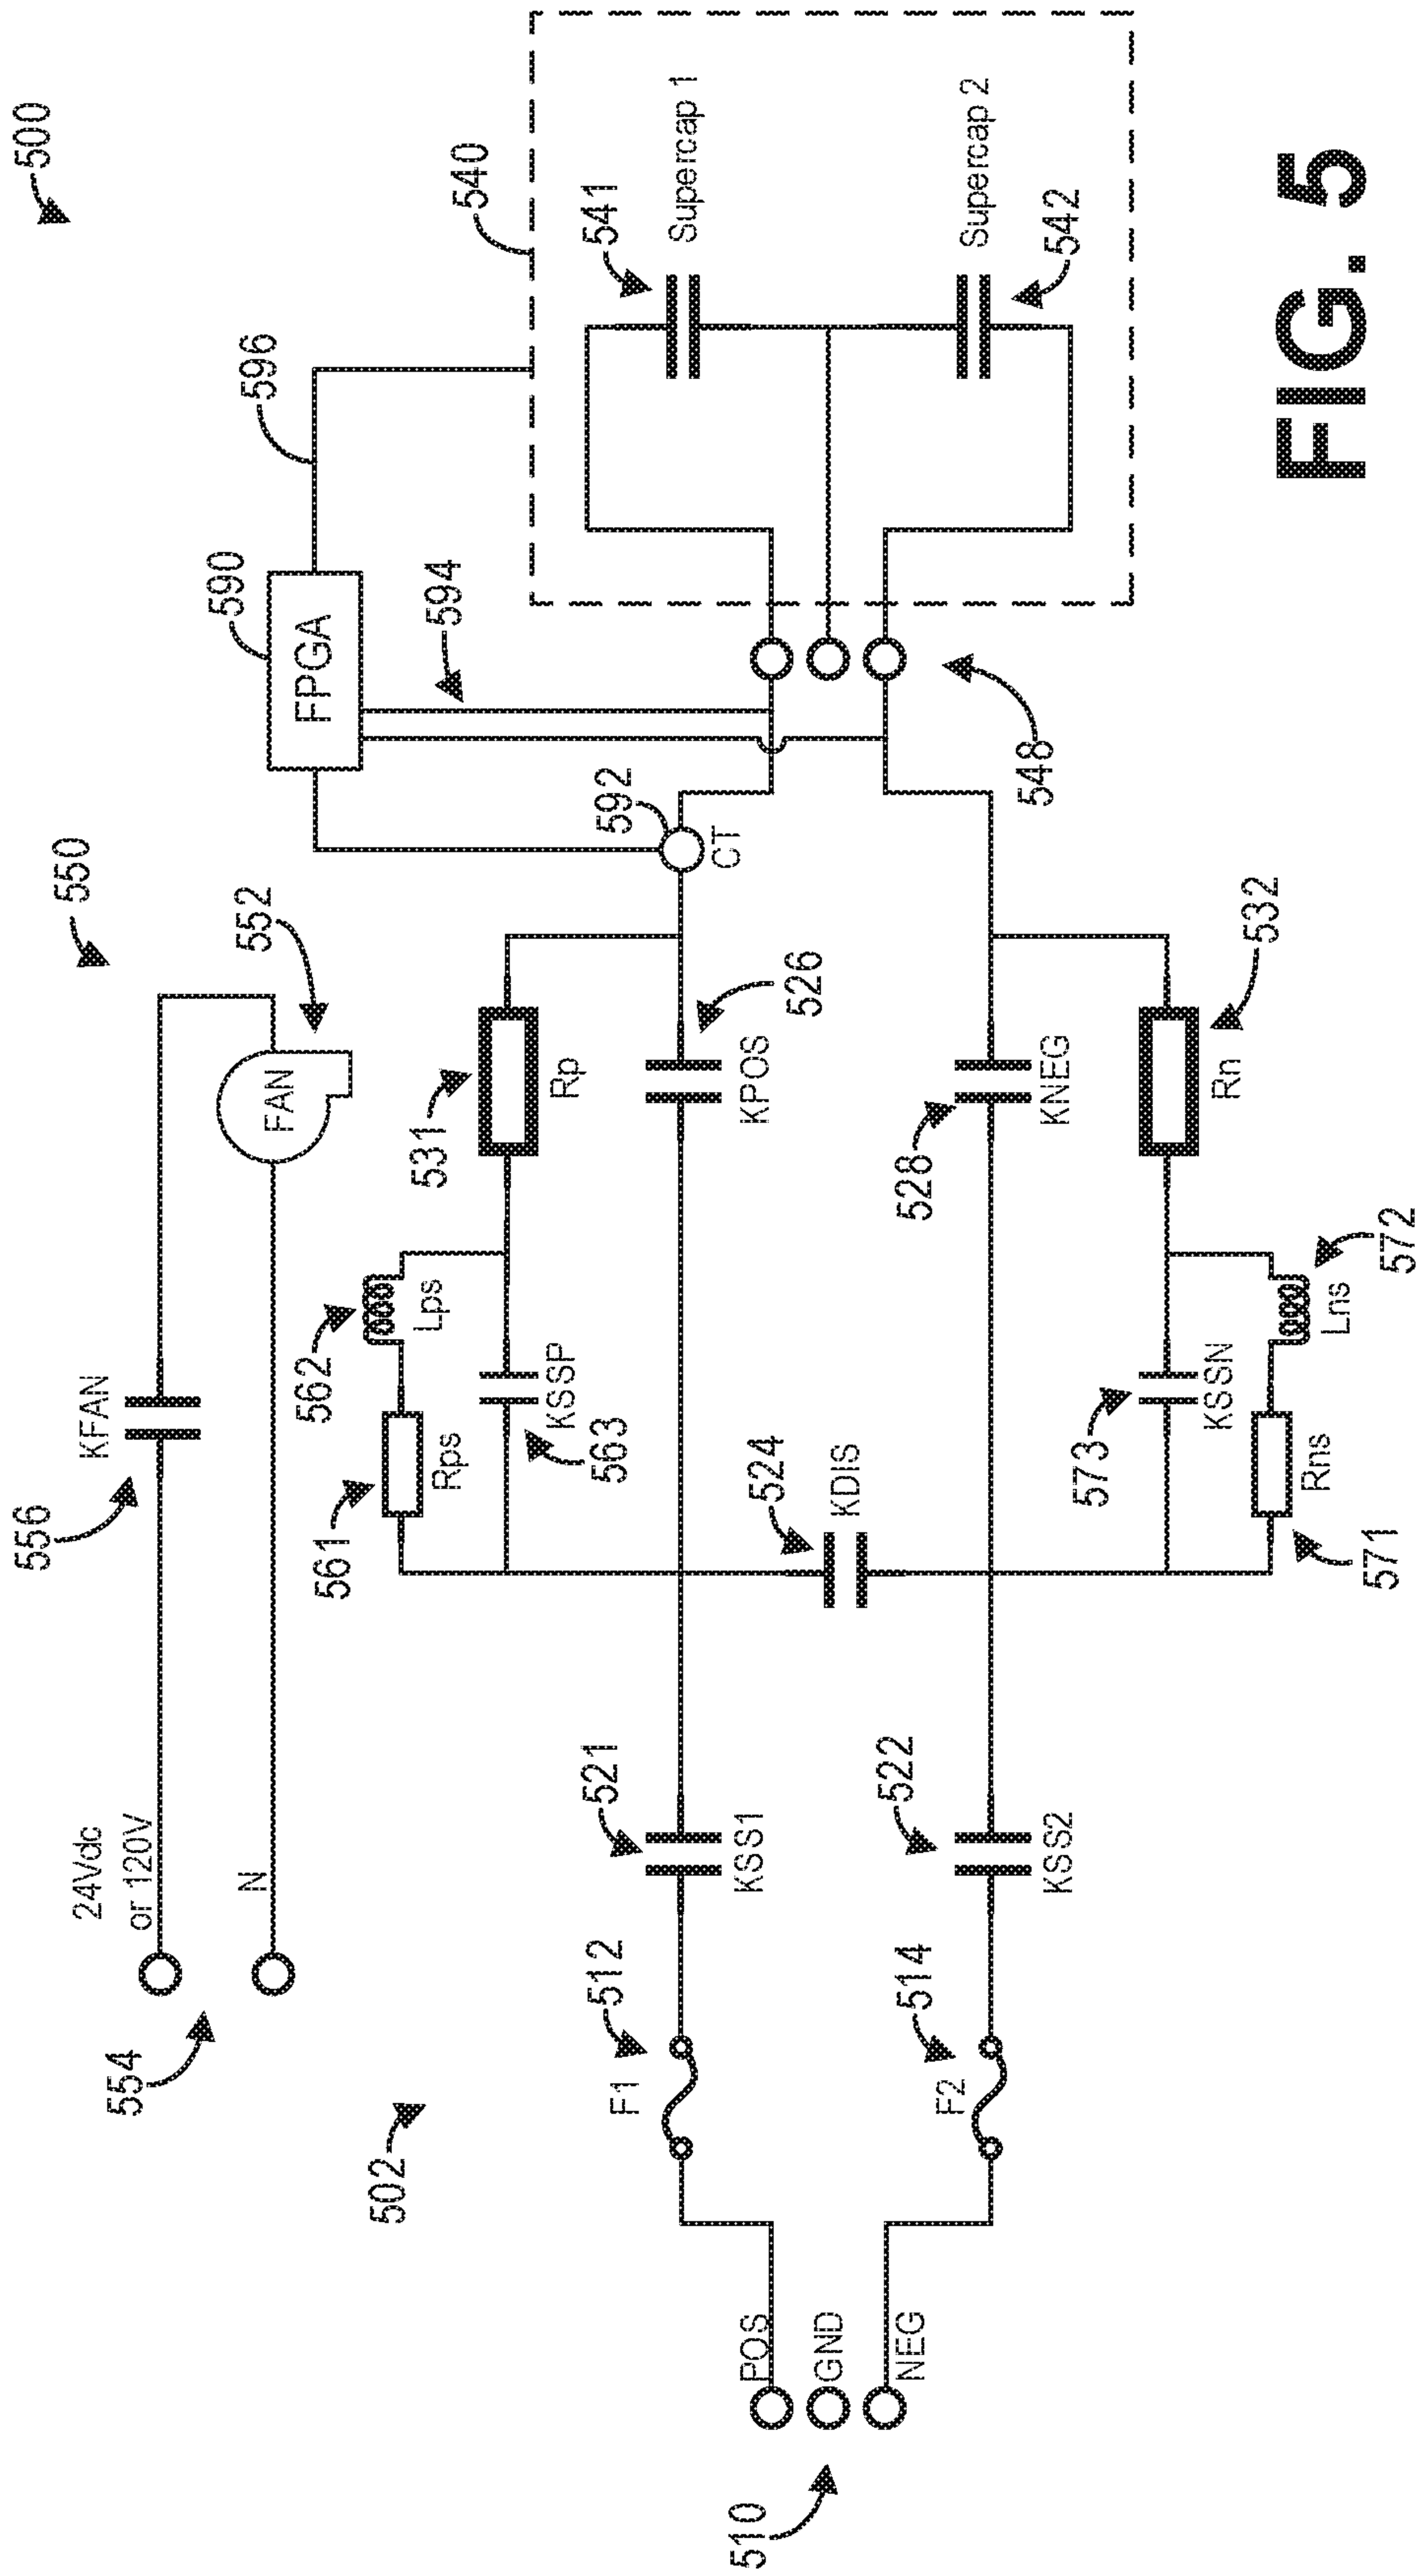 500
550
556
KFAN
24Vdc
or 120V
554
N
FAN
552
590
FPGA
596
594
540
541
Supercap 1
Supercap 2
542
548
592
CT
502
561
Rps
562
Lps
KSSP
563
531
Rp
KPOS
526
F1
512
521
KSS1
524
KDIS
528
KNEG
510
POS
GND
NEG
F2
514
522
KSS2
573
KSSN
Rn
532
Rns
571
Lns
572
FIG. 5